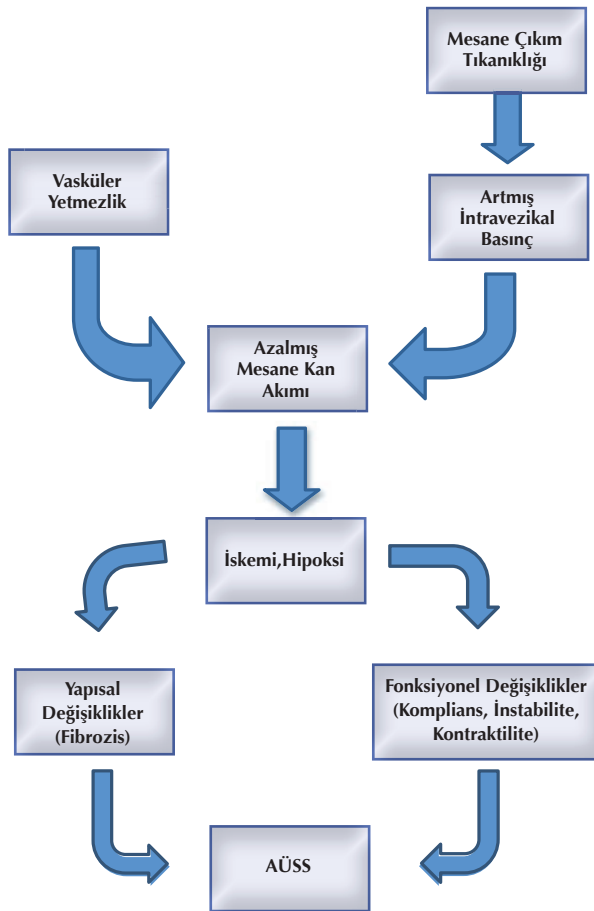 Mesane Çıkım
Tıkanıklığı
Vasküler
Yetmezlik
Artmış
İntravezikal
Basınç
Azalmış
Mesane Kan
Akımı
İskemi,Hipoksi
Yapısal
Değişiklikler
(Fibrozis)
Fonksiyonel Değişiklikler
(Komplians, İnstabilite,
Kontraktilite)
AÜSS